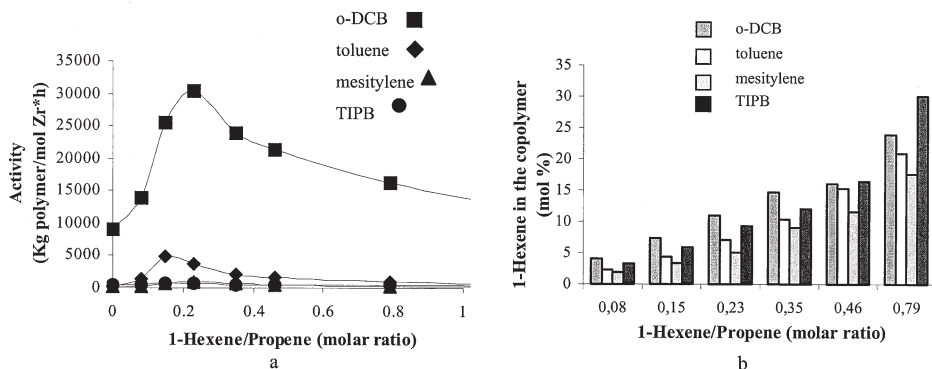 o-DCB
toluene
mesitylene
TIPB
35000
30000
25000
20000
15000
10000
5000
0
Activity
(Kg polymer/mol Zr*h)
0 0.2 0.4 0.6 0.8 1
1-Hexene/Propene (molar ratio)
a
o-DCB
toluene
mesitylene
TIPB
35
30
25
20
15
10
5
0
1-Hexene in the copolymer
(mol %)
0,08 0,15 0,23 0,35 0,46 0,79
1-Hexene/Propene (molar ratio)
b